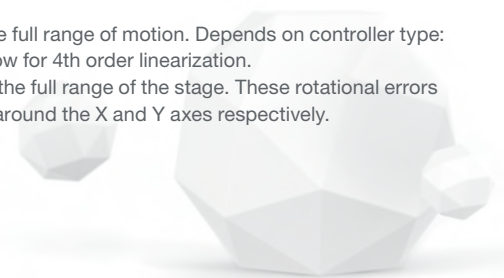 full range of motion. Depends on controller type:
for 4th order linearization.
the full range of the stage. These rotational errors
around the X and Y axes respectively.